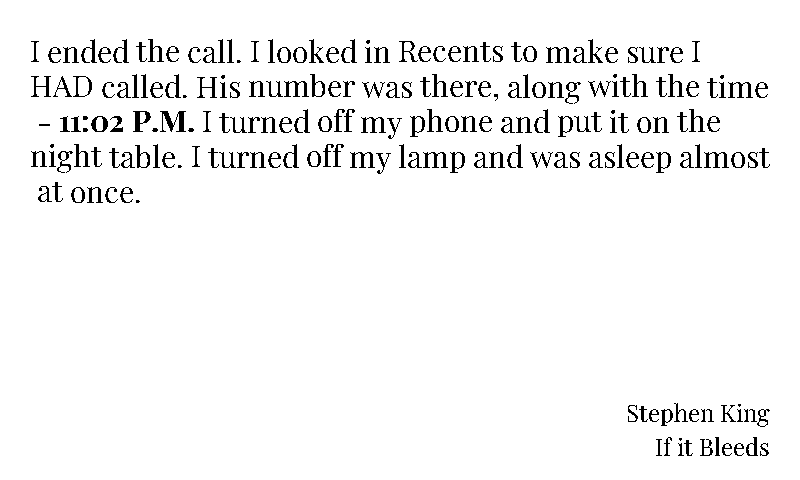 I ended the call. I looked in Recents to make sure I
HAD called. His number was there, along with the time
- 11:02 P.M. I turned off my phone and put it on the
night table. I turned off my lamp and was asleep almost
at once.
Stephen King
If it Bleeds